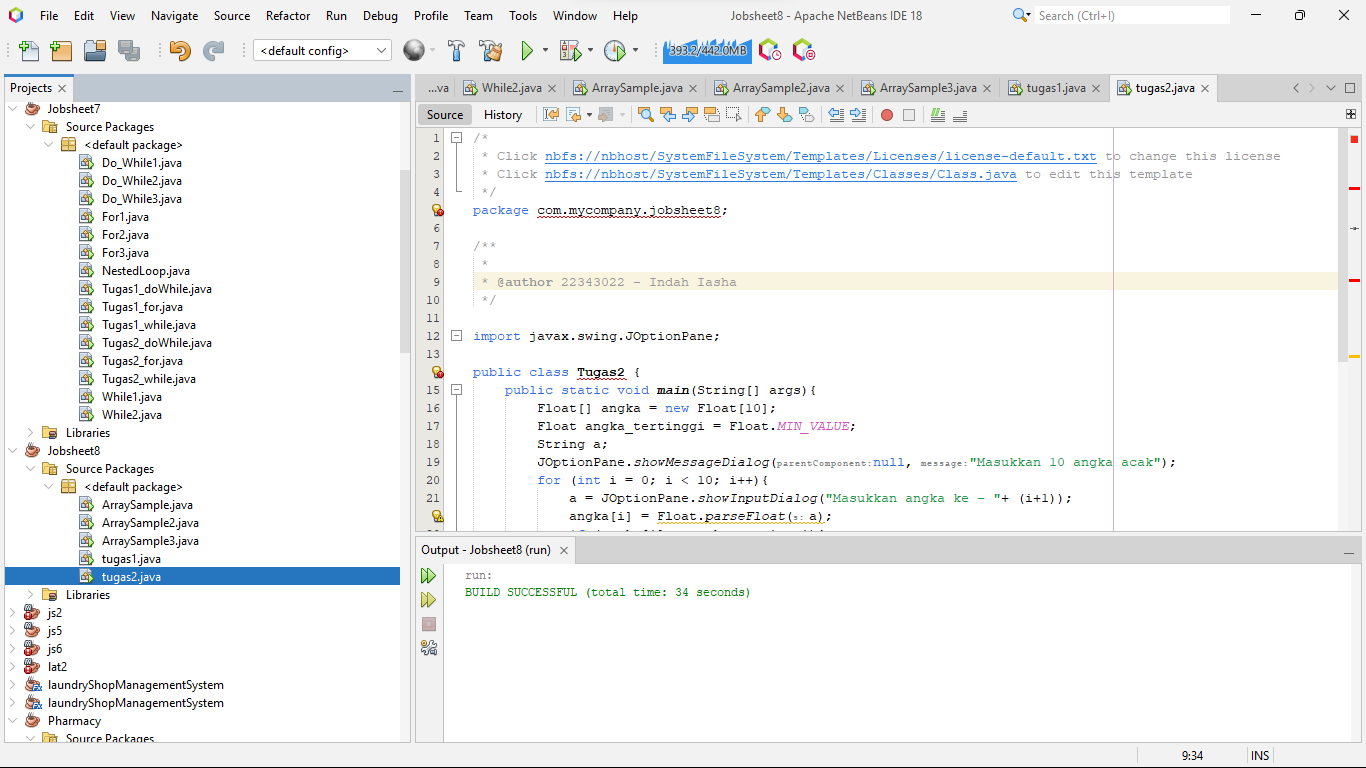 File Edit View Navigate Source Refactor Run Debug Profile Team Tools Window Help Jobsheet8 - Apache NetBeans IDE 18 Search (Ctrl+I)
<default config> 393.2/442.0MB
Projects
Jobsheet7
Source Packages
<default package>
Do_While1.java
Do_While2.java
Do_While3.java
For1.java
For2.java
For3.java
NestedLoop.java
Tugas1_doWhile.java
Tugas1_for.java
Tugas1_while.java
Tugas2_doWhile.java
Tugas2_for.java
Tugas2_while.java
While1.java
While2.java
Libraries
Jobsheet8
Source Packages
<default package>
ArraySample.java
ArraySample2.java
ArraySample3.java
tugas1.java
tugas2.java
Libraries
js2
js5
js6
lat2
laundryShopManagementSystem
laundryShopManagementSystem
Pharmacy
Source Packages
...va While2.java ArraySample.java ArraySample2.java ArraySample3.java tugas1.java tugas2.java
Source History
1 /*
2 * Click nbfs://nbhost/SystemFileSystem/Templates/Licenses/license-default.txt to change this license
3 * Click nbfs://nbhost/SystemFileSystem/Templates/Classes/Class.java to edit this template
4 */
package com.mycompany.jobsheet8;
6
7 /**
8 *
9 * @author 22343022 - Indah Iasha
10 */
11
12 import javax.swing.JOptionPane;
13
public class Tugas2 {
15 public static void main(String[] args){
16 Float[] angka = new Float[10];
17 Float angka_tertinggi = Float.MIN_VALUE;
18 String a;
19 JOptionPane.showMessageDialog(parentComponent:null, message:"Masukkan 10 angka acak");
20 for (int i = 0; i < 10; i++){
21 a = JOptionPane.showInputDialog("Masukkan angka ke - "+ (i+1));
angka[i] = Float.parseFloat(s: a);
Output - Jobsheet8 (run)
run:
BUILD SUCCESSFUL (total time: 34 seconds)
9:34 INS